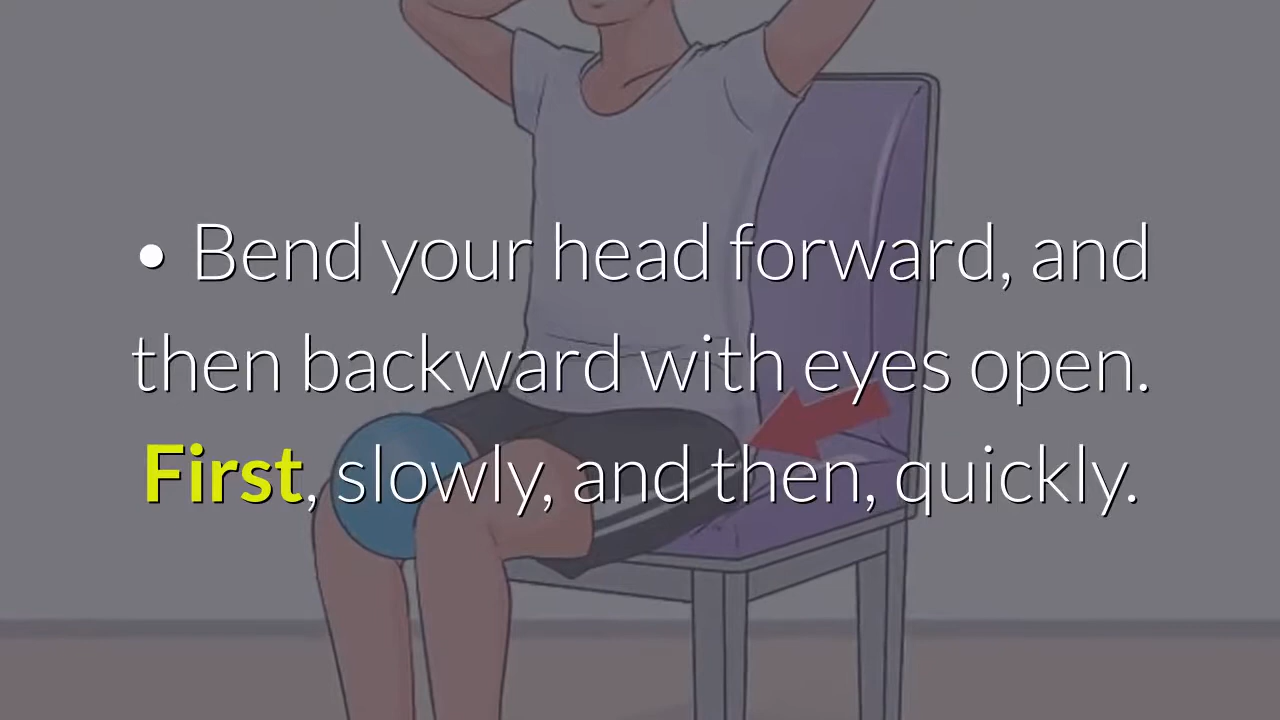 • Bend your head forward, and
then backward with eyes open.
First, slowly, and then, quickly.